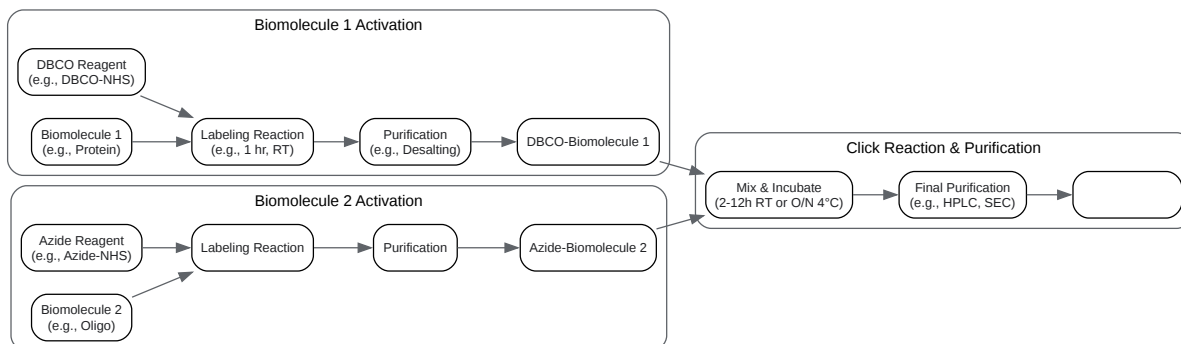 Biomolecule 1 Activation
DBCO Reagent
(e.g., DBCO-NHS)
Biomolecule 1
(e.g., Protein)
Labeling Reaction
(e.g., 1 hr, RT)
Purification
(e.g., Desalting)
DBCO-Biomolecule 1
Biomolecule 2 Activation
Azide Reagent
(e.g., Azide-NHS)
Biomolecule 2
(e.g., Oligo)
Labeling Reaction
Purification
Azide-Biomolecule 2
Click Reaction & Purification
Mix & Incubate
(2-12h RT or O/N 4°C)
Final Purification
(e.g., HPLC, SEC)